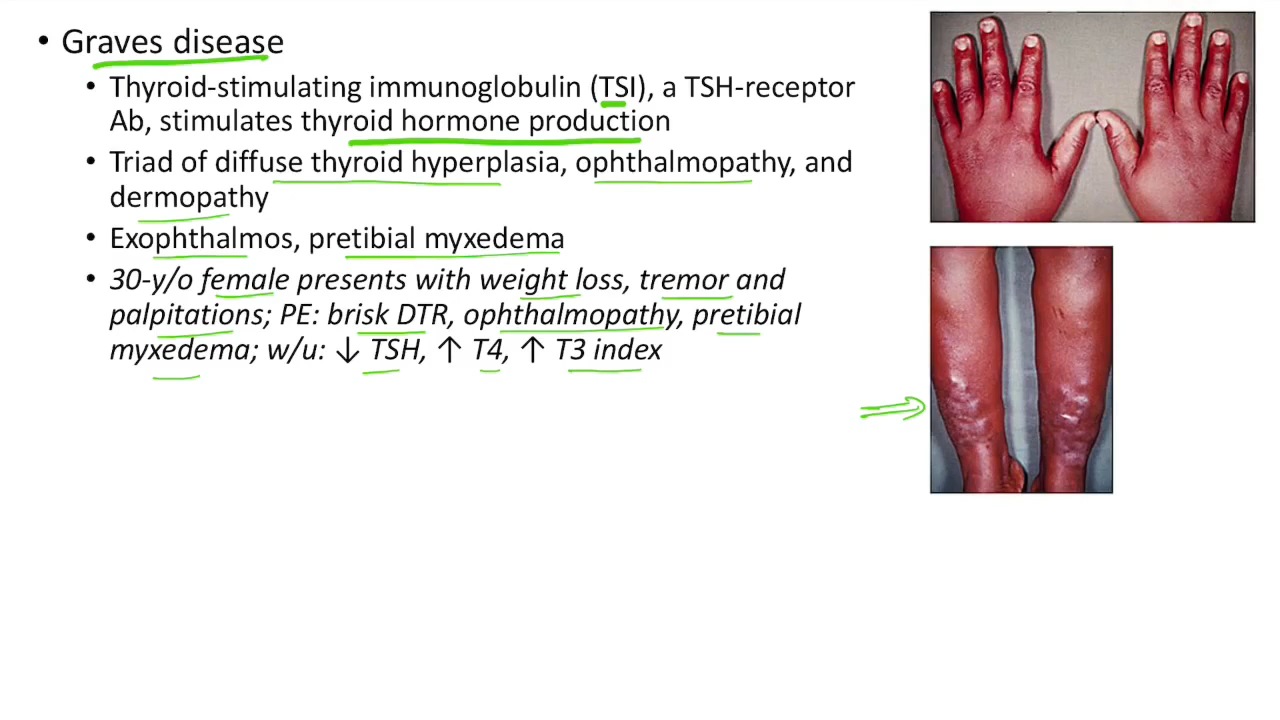 • Graves disease
• Thyroid-stimulating immunoglobulin (TSI), a TSH-receptor
Ab, stimulates thyroid hormone production
• Triad of diffuse thyroid hyperplasia, ophthalmopathy, and
dermopathy
• Exophthalmos, pretibial myxedema
• 30-y/o female presents with weight loss, tremor and
palpitations; PE: brisk DTR, ophthalmopathy, pretibial
myxedema; w/u: ↓ TSH, ↑ T4, ↑ T3 index